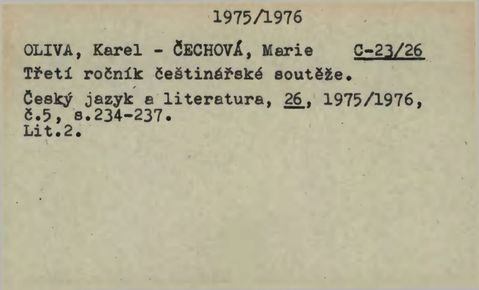 1975/1976
OLIVA, Karel - ČECHOVÁ, Marie C-23/26
Třetí ročník češtinářské soutěže.
Český jazyk a literatura, 26, 1975/1976,
č.5, s.234-237.
Lit.2.